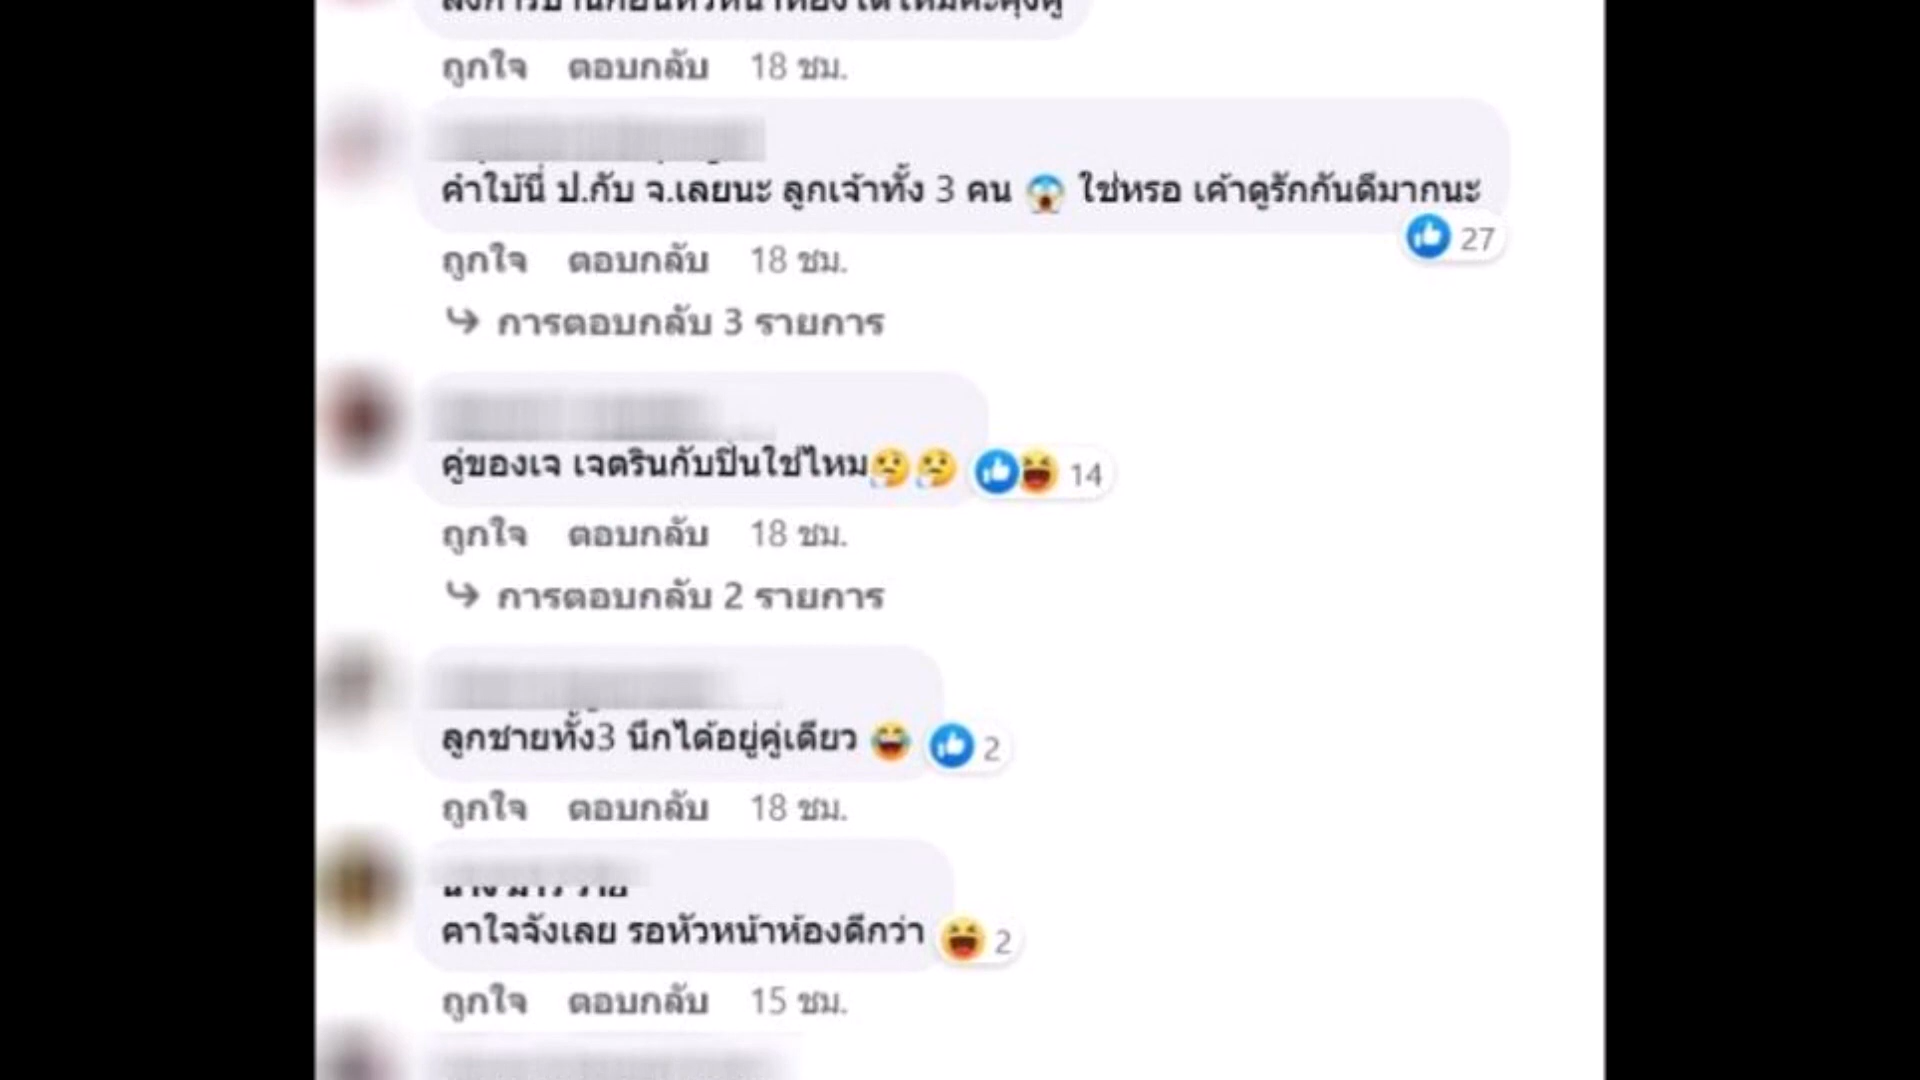 ถูกใจ ตอบกลับ 18 ชม.
คำใบ้นี่ ป.กับ จ.เลยนะ ลูกเจ้าทั้ง 3 คน 😱 ใช่หรอ เค้าดูรักกันดีมากนะ
27
ถูกใจ ตอบกลับ 18 ชม.
การตอบกลับ 3 รายการ
คู่ของเจ เจตรินกับปิ่นใช่ไหม🤔🤔 14
ถูกใจ ตอบกลับ 18 ชม.
การตอบกลับ 2 รายการ
ลูกชายทั้ง3 นึกได้อยู่คู่เดียว 😂 2
ถูกใจ ตอบกลับ 18 ชม.
คาใจจังเลย รอหัวหน้าห้องดีกว่า 2
ถูกใจ ตอบกลับ 15 ชม.